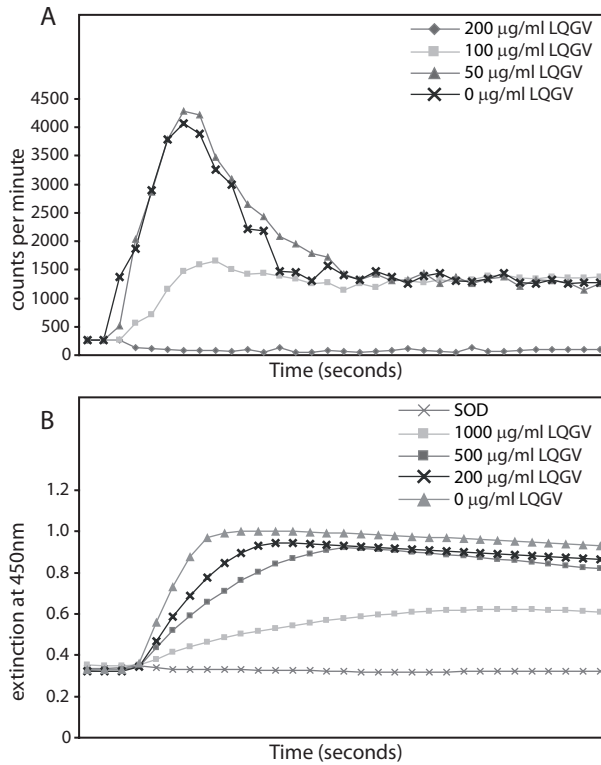 A
200 μg/ml LQGV
100 μg/ml LQGV
50 μg/ml LQGV
0 μg/ml LQGV
counts per minute
4500
4000
3500
3000
2500
2000
1500
1000
500
0
Time (seconds)
B
SOD
1000 μg/ml LQGV
500 μg/ml LQGV
200 μg/ml LQGV
0 μg/ml LQGV
extinction at 450nm
1.2
1.0
0.8
0.6
0.4
0.2
0
Time (seconds)